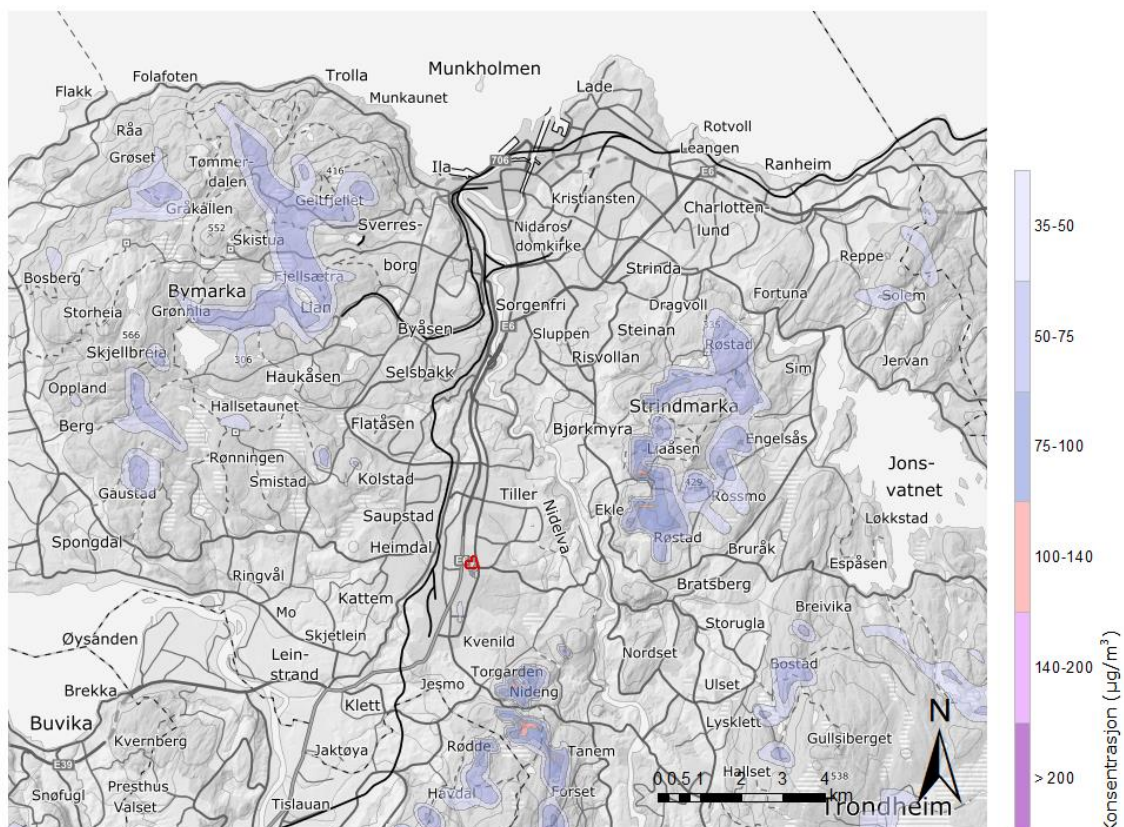 Munkholmen
Folafoten
Trolla
Flakk
Munkaunet
Lade
Råa
Rotvoll
Grøset
Tømmer-
dalen
Ila
706
Leangen
Ranheim
E6
416
Geitfjellet
Kristiansten
Gråkallen
552
Sverres-
borg
Nidaros
domkirke
Charlotten-
lund
Skistua
Bosberg
Fjellsætra
Strinda
Reppe
Bymarka
Grønnlia
Lian
Sorgenfri
Dragvoll
Fortuna
Solem
Storheia
Byåsen
E6
Sluppen
Steinan
566
Skjellbreia
306
Risvollan
Røstad
Jervan
Oppland
Haukåsen
Selsbakk
Sim
Berg
Hallsetaunet
Flatåsen
Strindmarka
Bjørkmyra
Engelsås
Liaåsen
Rønningen
Jons-
vatnet
Gaustad
Smistad
Kolstad
429
Rossmo
Tiller
Nidelva
Ekle
Saupstad
Løkkstad
Spongdal
Heimdal
Røstad
Bruråk
Espåsen
Ringvål
Bratsberg
Kattem
Breivika
Mo
Storugla
Øysanden
Skjetlein
Kvenild
Nordset
Lein-
strand
Torgarden
Bostad
Brekka
Jesmo
Nideng
Ulset
Klett
Buvika
Lysklett
Kvernberg
Jaktøya
Rødde
Tanem
Gullsiberget
E39
Presthus
Valset
Håvdal
Forset
Hallset
538
Snøfugl
Tislauan
Trondheim
N
0 0.5 1 2 3 4
km
35-50
50-75
75-100
100-140
140-200
> 200
Konsentrasjon (µg/m³)